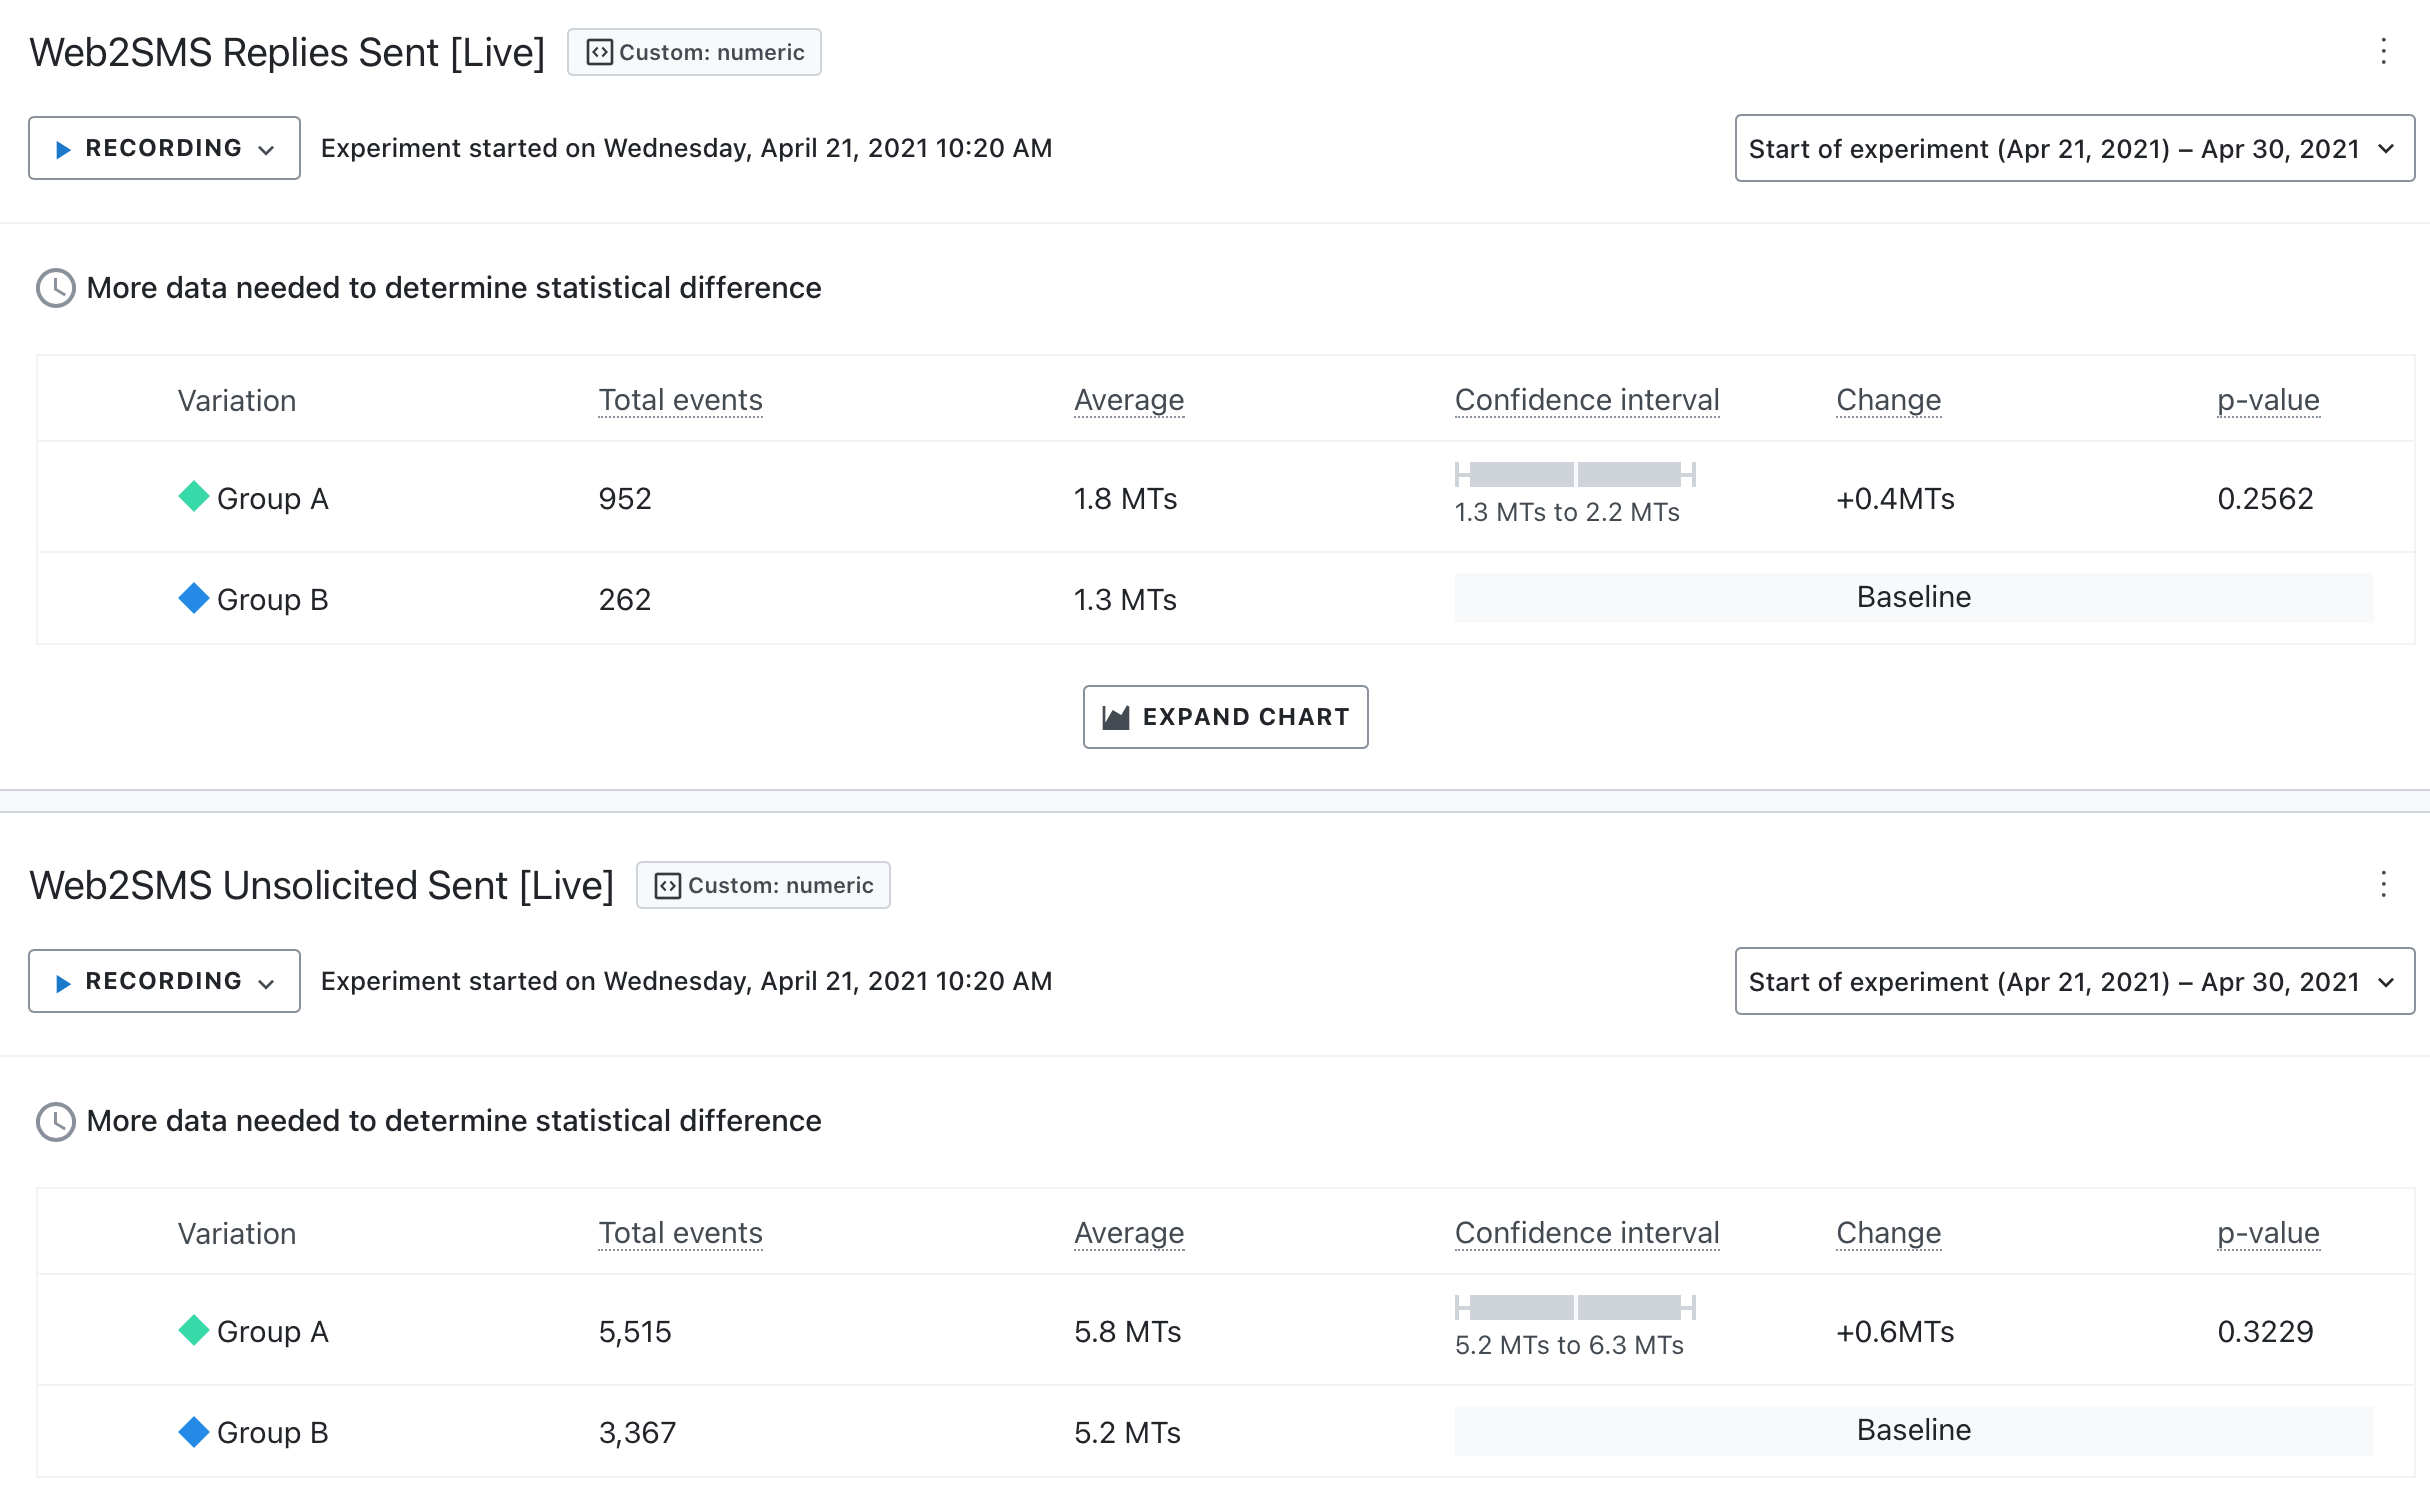 Web2SMS Replies Sent [Live] Custom: numeric
RECORDING Experiment started on Wednesday, April 21, 2021 10:20 AM Start of experiment (Apr 21, 2021) – Apr 30, 2021
More data needed to determine statistical difference
Variation Total events Average Confidence interval Change p-value
Group A 952 1.8 MTs 1.3 MTs to 2.2 MTs +0.4MTs 0.2562
Group B 262 1.3 MTs Baseline
EXPAND CHART
Web2SMS Unsolicited Sent [Live] Custom: numeric
RECORDING Experiment started on Wednesday, April 21, 2021 10:20 AM Start of experiment (Apr 21, 2021) – Apr 30, 2021
More data needed to determine statistical difference
Variation Total events Average Confidence interval Change p-value
Group A 5,515 5.8 MTs 5.2 MTs to 6.3 MTs +0.6MTs 0.3229
Group B 3,367 5.2 MTs Baseline